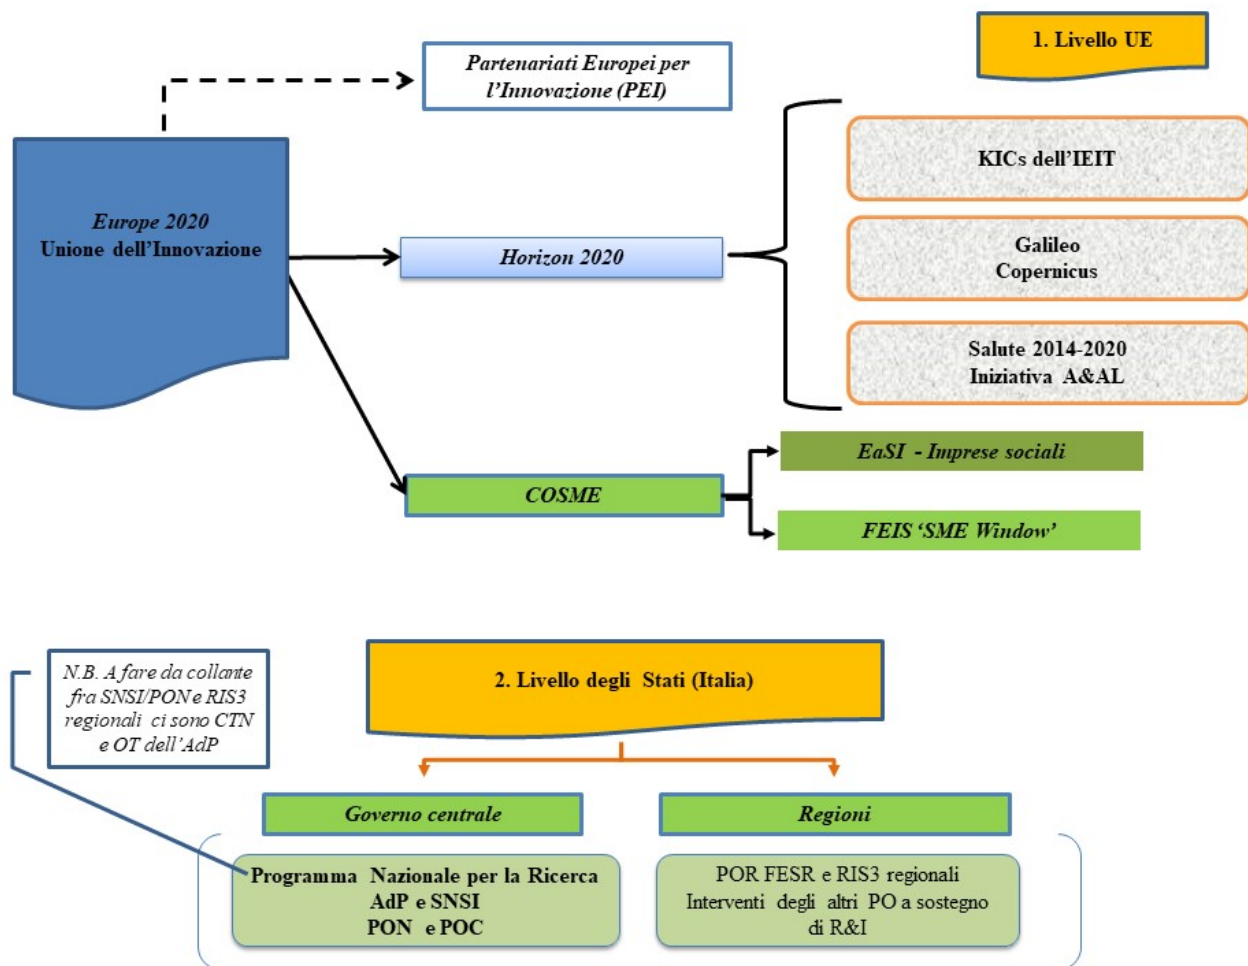 1. Livello UE
Partenariati Europei per
l'Innovazione (PEI)
KICs dell'IEIT
Europe 2020
Unione dell'Innovazione
Horizon 2020
Galileo
Copernicus
Salute 2014-2020
Iniziativa A&AL
EaSI - Imprese sociali
COSME
FEIS 'SME Window'
2. Livello degli Stati (Italia)
N.B. A fare da collante
fra SNSI/PON e RIS3
regionali ci sono CTN
e OT dell'AdP
Governo centrale
Regioni
Programma Nazionale per la Ricerca
AdP e SNSI
PON e POC
POR FESR e RIS3 regionali
Interventi degli altri PO a sostegno
di R&I